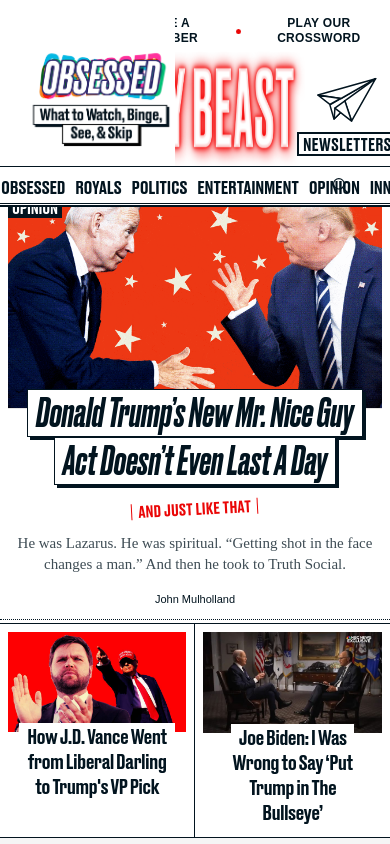 E A
BER
PLAY OUR
CROSSWORD
OBSESSED
What to Watch, Binge,
See, & Skip
Y BEAST
NEWSLETTERS
OBSESSED ROYALS POLITICS ENTERTAINMENT OPINION INN
OPINION
Donald Trump’s New Mr. Nice Guy
Act Doesn’t Even Last A Day
AND JUST LIKE THAT
He was Lazarus. He was spiritual. “Getting shot in the face
changes a man.” And then he took to Truth Social.
John Mulholland
How J.D. Vance Went
from Liberal Darling
to Trump's VP Pick
Joe Biden: I Was
Wrong to Say ‘Put
Trump in The
Bullseye’